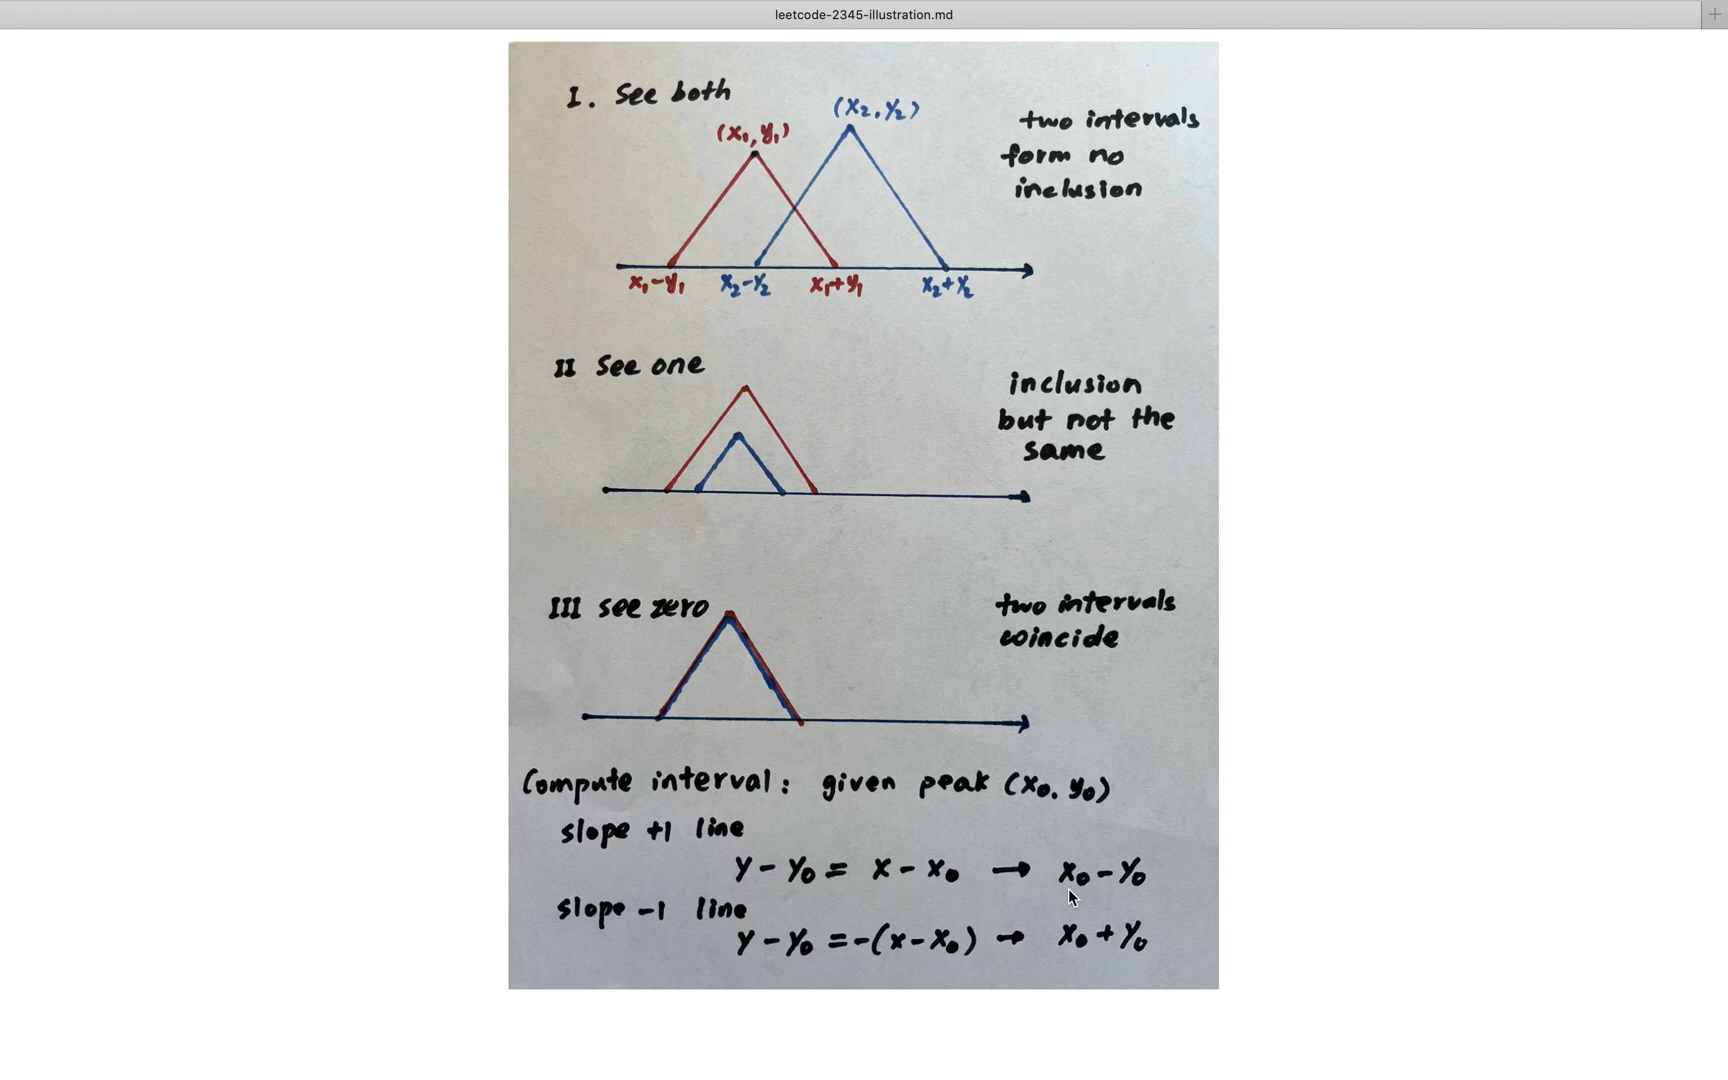 leetcode-2345-illustration.md
I. See both
(x₁, y₁)
(x₂, y₂)
two intervals
form no
inclusion
x₁-y₁ x₂-y₂ x₁+y₁ x₂+y₂
II See one
inclusion
but not the
same
III see zero
two intervals
coincide
Compute interval: given peak (x₀, y₀)
slope +1 line
y - y₀ = x - x₀ → x₀ - y₀
slope -1 line
y - y₀ = -(x - x₀) → x₀ + y₀